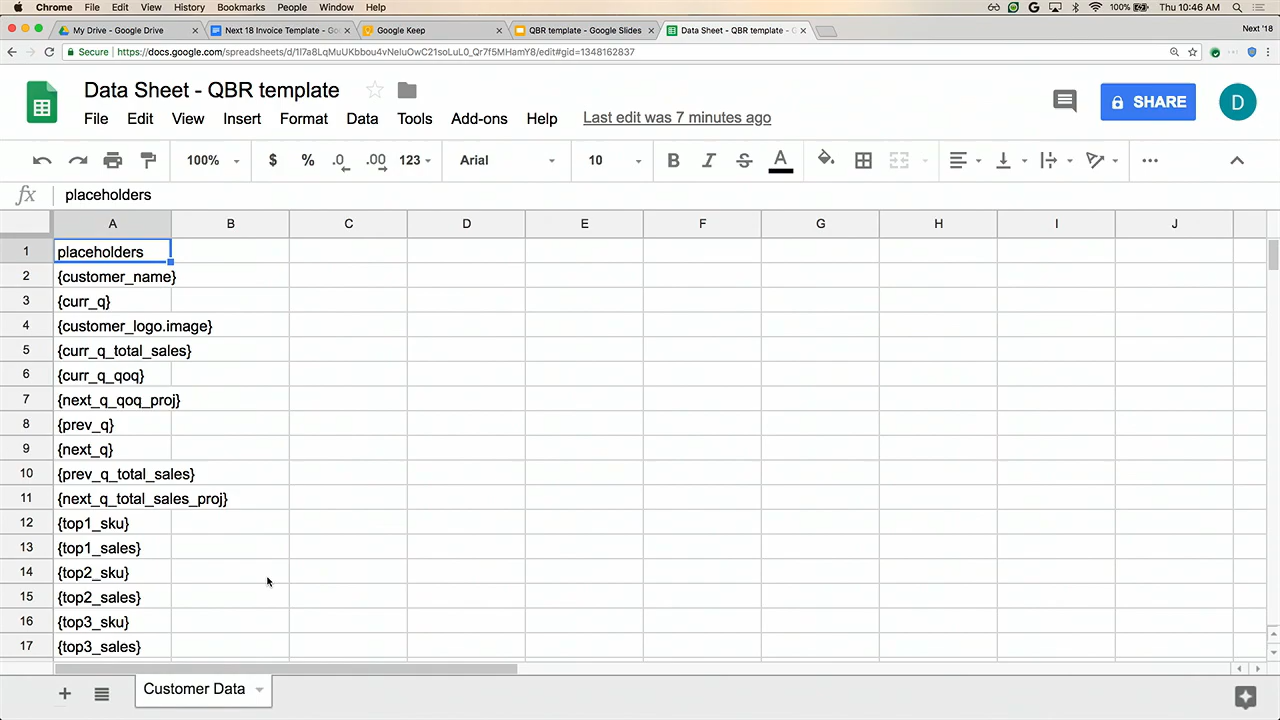 Chrome File Edit View History Bookmarks People Window Help 100% Thu 10:46 AM
My Drive - Google Drive Next 18 Invoice Template - G Google Keep QBR template - Google Slides Data Sheet - QBR template - G Next '18
Secure https://docs.google.com/spreadsheets/d/1l7a8LqMuUKbbou4vNeIuOwC21soLuL0_Qr7f5MHamY8/edit#gid=1348162837
Data Sheet - QBR template
SHARE
D
File Edit View Insert Format Data Tools Add-ons Help Last edit was 7 minutes ago
100% $ % .0 .00 123 Arial 10 B I S A
fx placeholders
A B C D E F G H I J
1 placeholders
2 {customer_name}
3 {curr_q}
4 {customer_logo.image}
5 {curr_q_total_sales}
6 {curr_q_qoq}
7 {next_q_qoq_proj}
8 {prev_q}
9 {next_q}
10 {prev_q_total_sales}
11 {next_q_total_sales_proj}
12 {top1_sku}
13 {top1_sales}
14 {top2_sku}
15 {top2_sales}
16 {top3_sku}
17 {top3_sales}
Customer Data